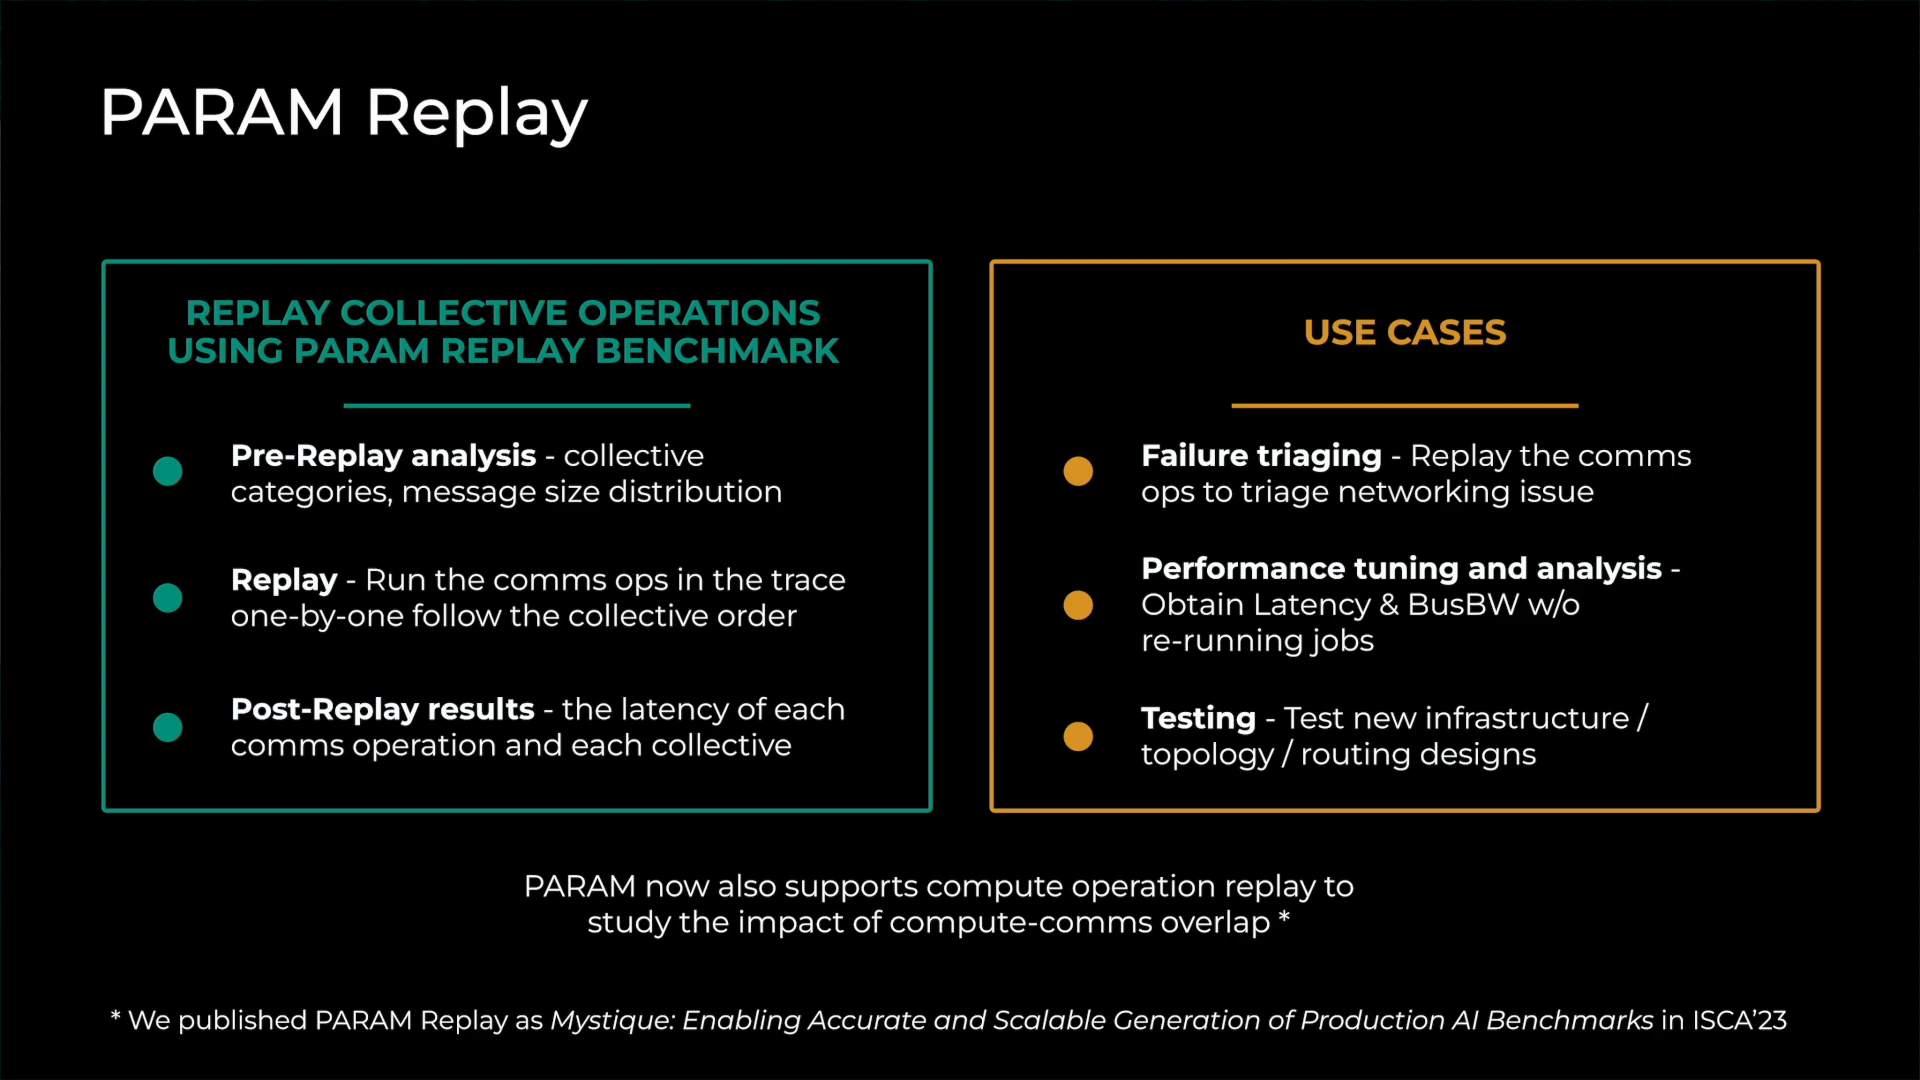 PARAM Replay
REPLAY COLLECTIVE OPERATIONS
USING PARAM REPLAY BENCHMARK
Pre-Replay analysis - collective
categories, message size distribution
Replay - Run the comms ops in the trace
one-by-one follow the collective order
Post-Replay results - the latency of each
comms operation and each collective
USE CASES
Failure triaging - Replay the comms
ops to triage networking issue
Performance tuning and analysis -
Obtain Latency & BusBW w/o
re-running jobs
Testing - Test new infrastructure /
topology / routing designs
PARAM now also supports compute operation replay to
study the impact of compute-comms overlap *
* We published PARAM Replay as Mystique: Enabling Accurate and Scalable Generation of Production AI Benchmarks in ISCA’23